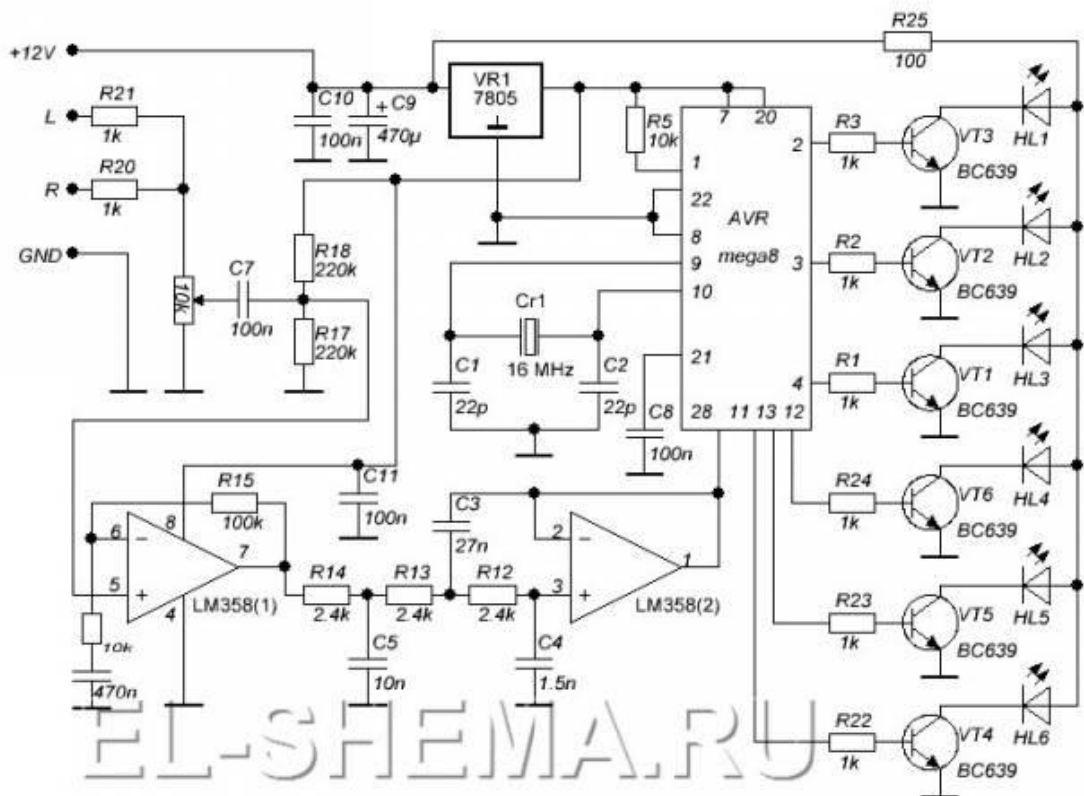 +12V
L
R21
1k
R
R20
1k
GND
10k
C7
100n
R18
220k
R17
220k
C10
100n
+ C9
470µ
VR1
7805
R5
10k
7
20
1
22
8
9
10
21
28
11
13
12
2
3
4
AVR
mega8
Cr1
16 MHz
C1
22p
C2
22p
C8
100n
R25
100
R3
1k
VT3
BC639
HL1
R2
1k
VT2
BC639
HL2
R1
1k
VT1
BC639
HL3
R24
1k
VT6
BC639
HL4
R23
1k
VT5
BC639
HL5
R22
1k
VT4
BC639
HL6
R15
100k
C11
100n
6
−
5
+
8
7
4
LM358(1)
10k
470n
R14
2.4k
R13
2.4k
R12
2.4k
C3
27n
C5
10n
C4
1.5n
2
−
3
+
1
LM358(2)
EL-SHEMA.RU